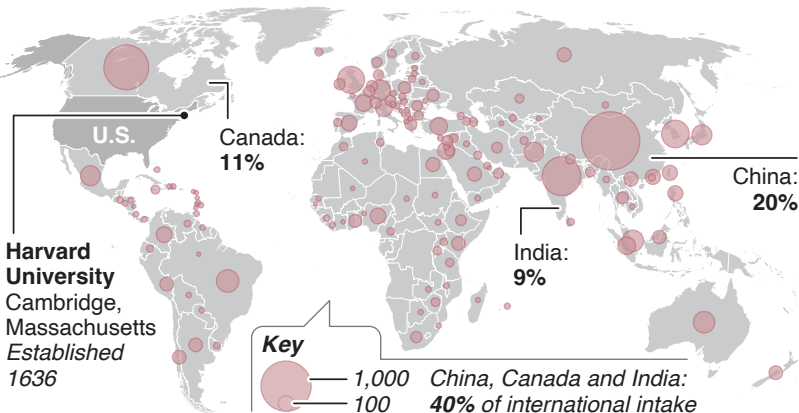 U.S.
Canada:
11%
China:
20%
India:
9%
Harvard
University
Cambridge,
Massachusetts
Established
1636
Key
1,000
100
China, Canada and India:
40% of international intake